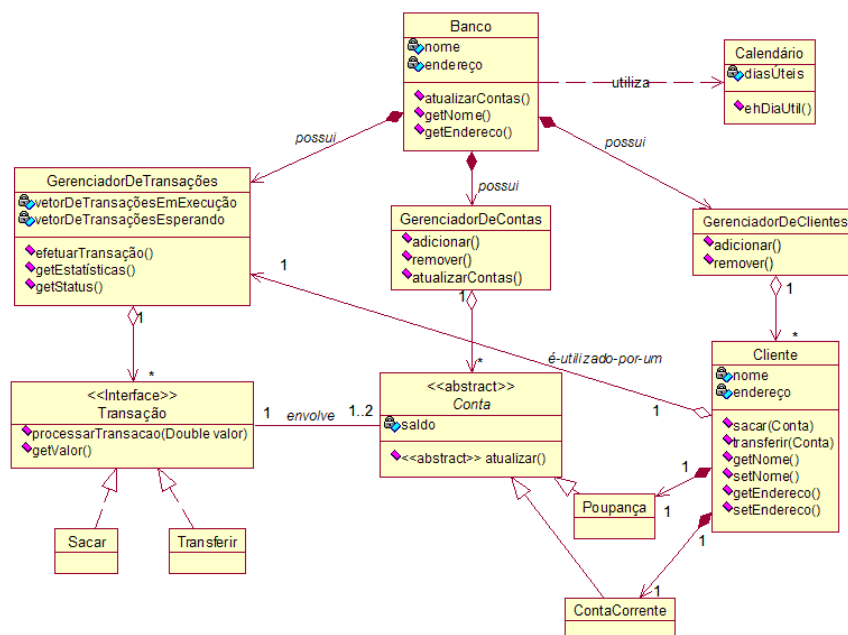 Banco
nome
endereço
atualizarContas()
getNome()
getEndereco()
utiliza
Calendário
diasÚteis
ehDiaUtil()
possui
possui
possui
GerenciadorDeTransações
vetorDeTransaçõesEmExecução
vetorDeTransaçõesEsperando
efetuarTransação()
getEstatísticas()
getStatus()
GerenciadorDeContas
adicionar()
remover()
atualizarContas()
GerenciadorDeClientes
adicionar()
remover()
1
1
1
1
*
*
*
é-utilizado-por-um
<<Interface>>
Transação
processarTransacao(Double valor)
getValor()
1
envolve
1..2
<<abstract>>
Conta
saldo
<<abstract>> atualizar()
Cliente
nome
endereço
sacar(Conta)
transferir(Conta)
getNome()
setNome()
getEndereco()
setEndereco()
1
1
1
1
1
Poupança
Sacar
Transferir
ContaCorrente